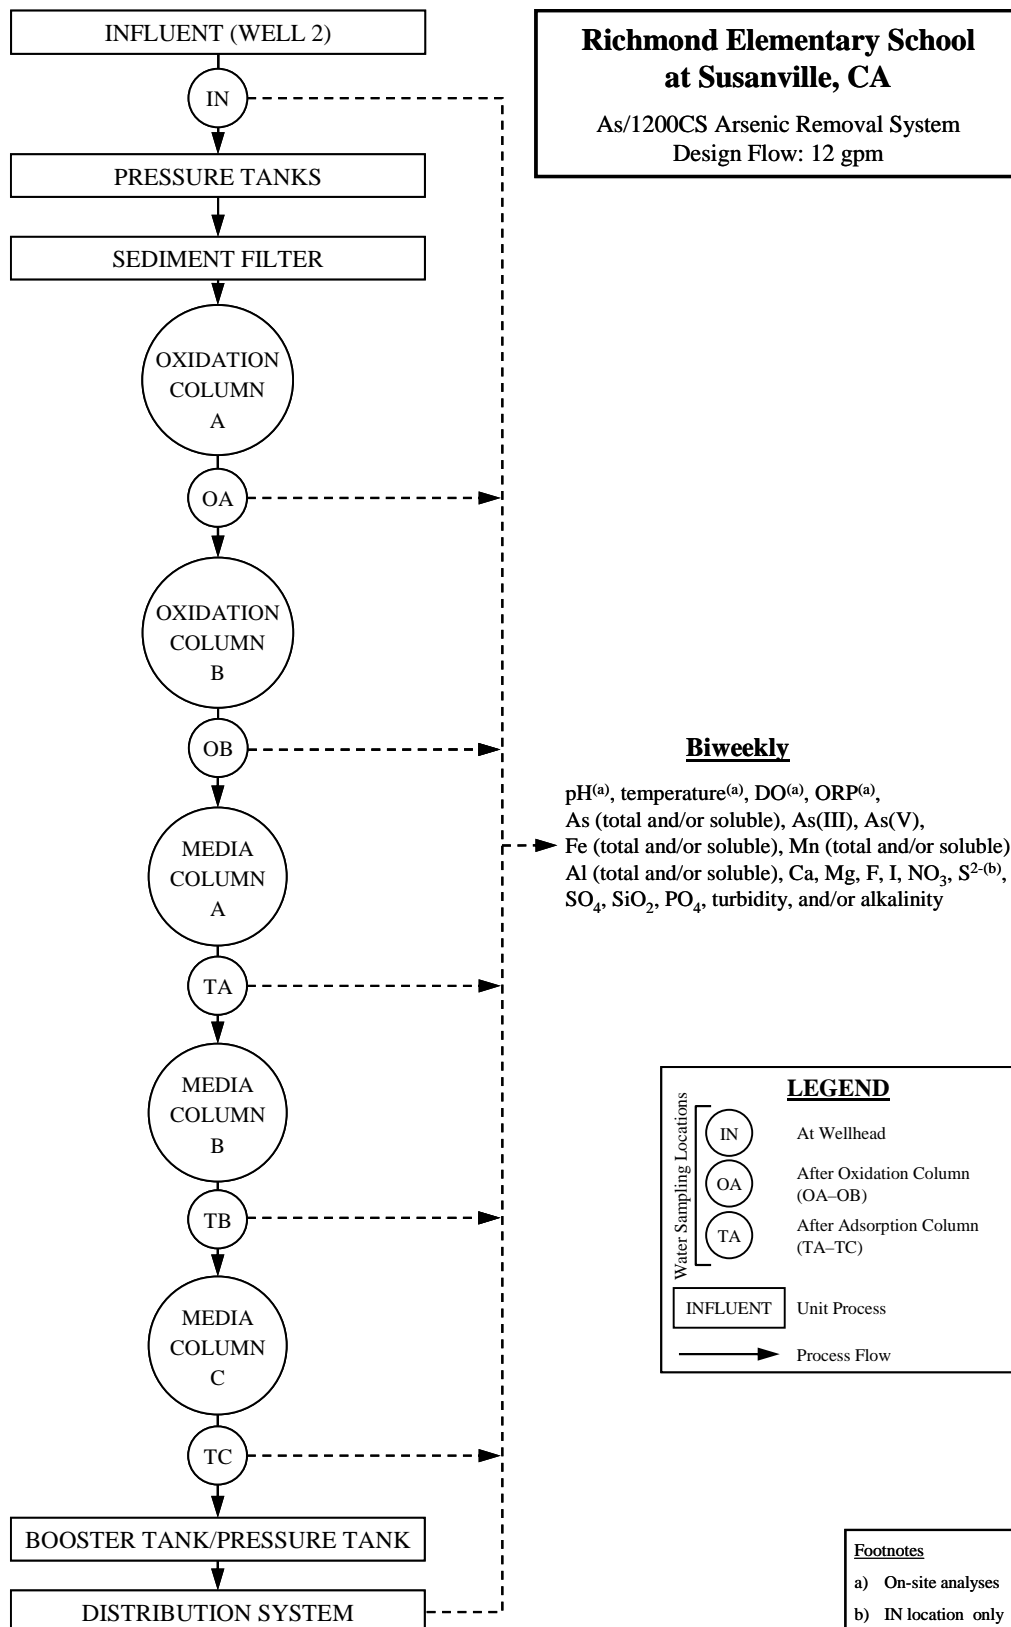 INFLUENT (WELL 2)
IN
PRESSURE TANKS
SEDIMENT FILTER
OXIDATION
COLUMN
A
OA
OXIDATION
COLUMN
B
OB
MEDIA
COLUMN
A
TA
MEDIA
COLUMN
B
TB
MEDIA
COLUMN
C
TC
BOOSTER TANK/PRESSURE TANK
DISTRIBUTION SYSTEM
Richmond Elementary School
at Susanville, CA
As/1200CS Arsenic Removal System
Design Flow: 12 gpm
Biweekly
pH(a), temperature(a), DO(a), ORP(a),
As (total and/or soluble), As(III), As(V),
Fe (total and/or soluble), Mn (total and/or soluble)
Al (total and/or soluble), Ca, Mg, F, I, NO3, S2-(b),
SO4, SiO2, PO4, turbidity, and/or alkalinity
LEGEND
Water Sampling Locations
IN At Wellhead
OA After Oxidation Column
(OA–OB)
TA After Adsorption Column
(TA–TC)
INFLUENT Unit Process
Process Flow
Footnotes
a) On-site analyses
b) IN location only